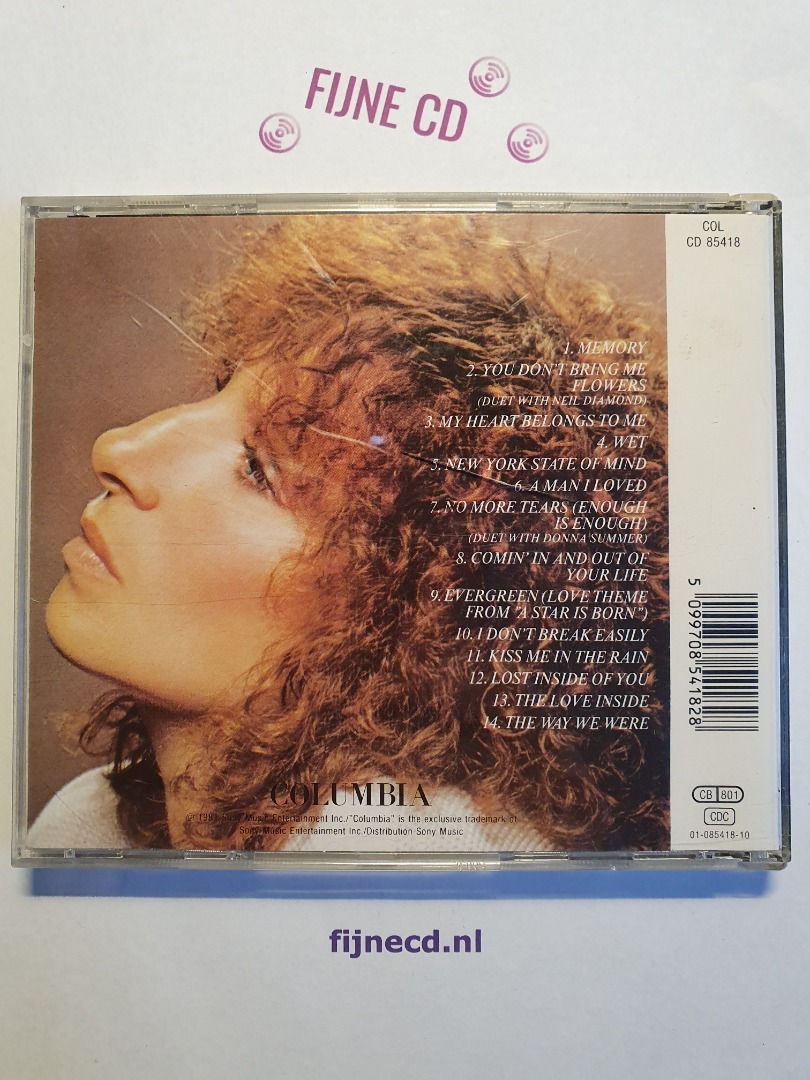 FIJNE CD
COL
CD 85418
1. MEMORY
2. YOU DON'T BRING ME
FLOWERS
(DUET WITH NEIL DIAMOND)
3. MY HEART BELONGS TO ME
4. WET
5. NEW YORK STATE OF MIND
6. A MAN I LOVED
7. NO MORE TEARS (ENOUGH
IS ENOUGH)
(DUET WITH DONNA SUMMER)
8. COMIN' IN AND OUT OF
YOUR LIFE
9. EVERGREEN (LOVE THEME
FROM "A STAR IS BORN")
10. I DON'T BREAK EASILY
11. KISS ME IN THE RAIN
12. LOST INSIDE OF YOU
13. THE LOVE INSIDE
14. THE WAY WE WERE
5 099708 541828
CB 801
CDC
01-085418-10
COLUMBIA
Sony Music Entertainment Inc./"Columbia" is the exclusive trademark of
Sony Music Entertainment Inc./Distribution Sony Music
fijnecd.nl